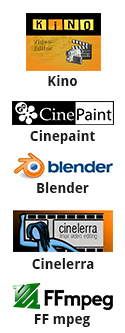 KINO
Video
Editor
Kino
CinePaint
Cinepaint
blender
Blender
cinelerra
linux video editing
Cinelerra
FFmpeg
FF mpeg